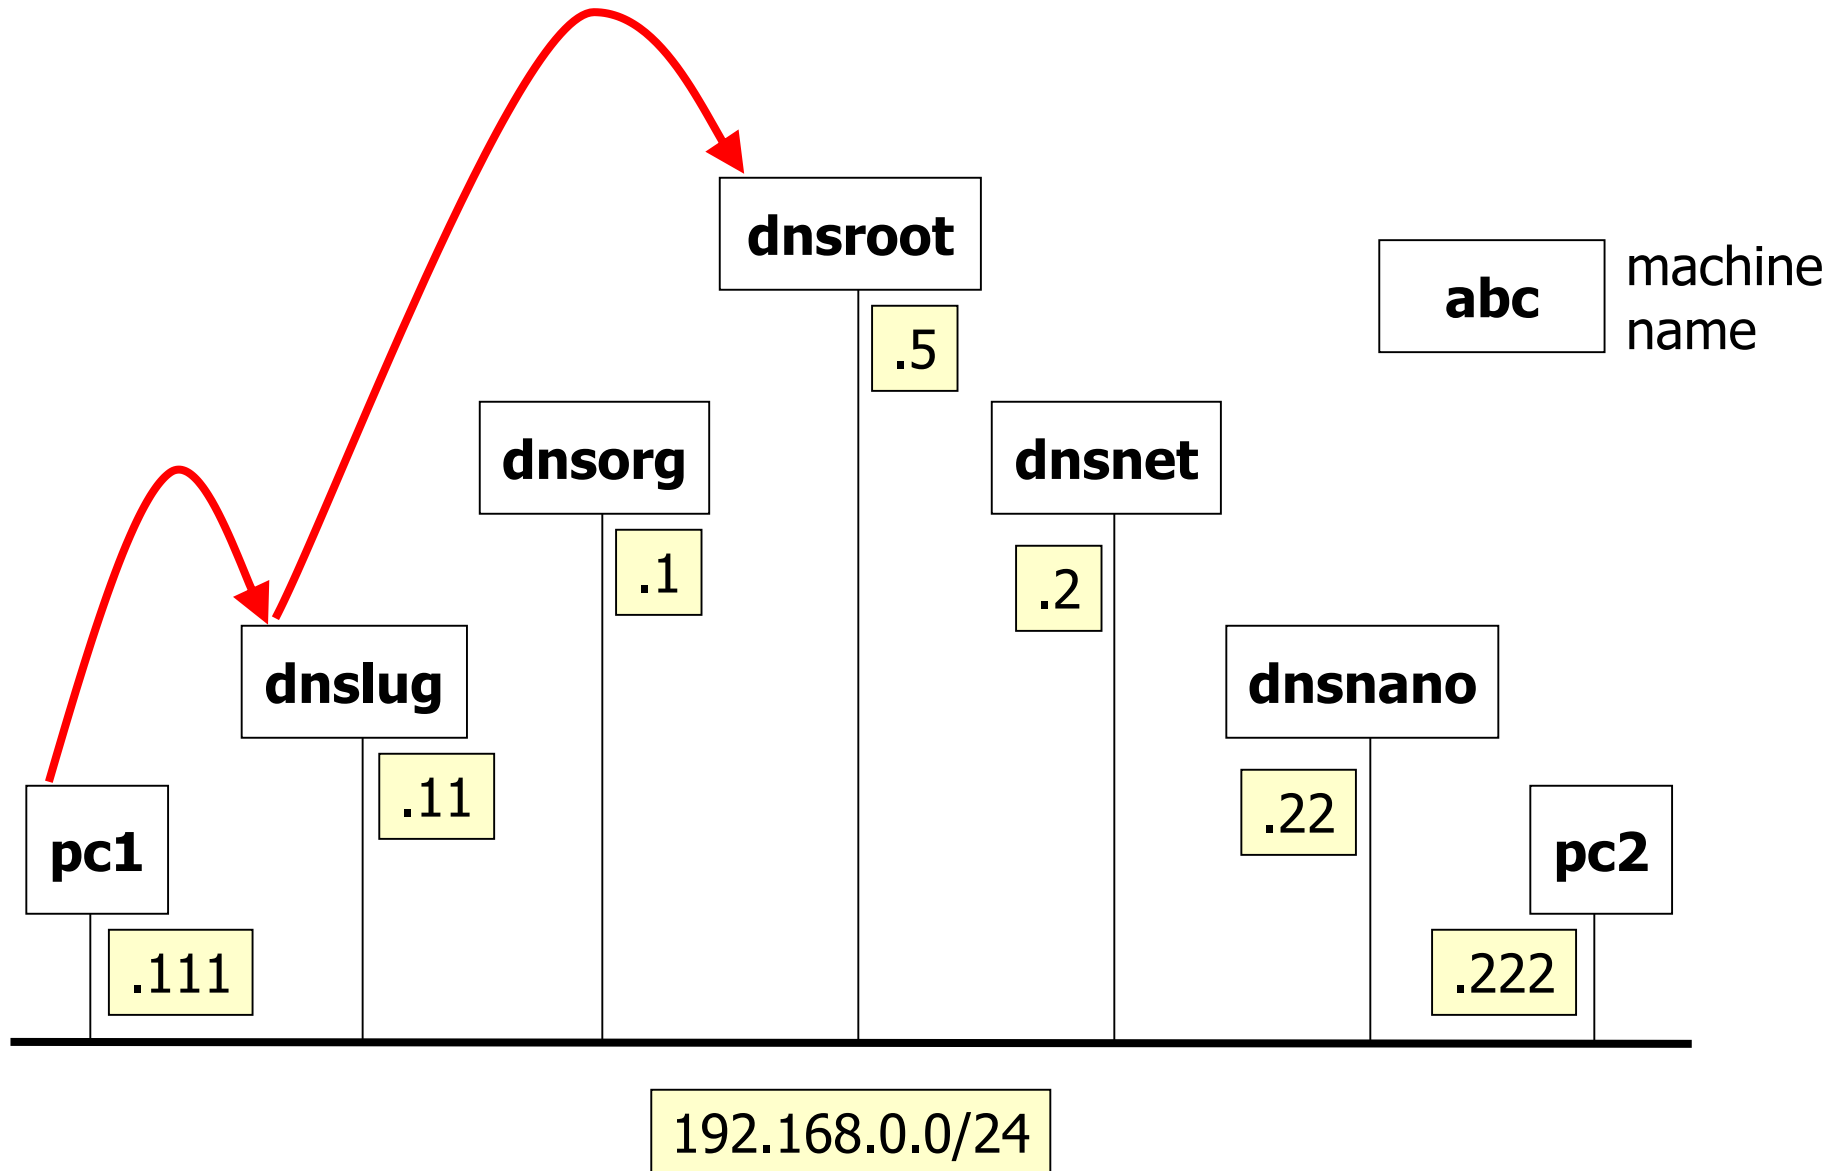 dnsroot
abc
machine
name
.5
dnsorg
dnsnet
.1
.2
dnslug
dnsnano
.11
.22
pc1
pc2
.111
.222
192.168.0.0/24